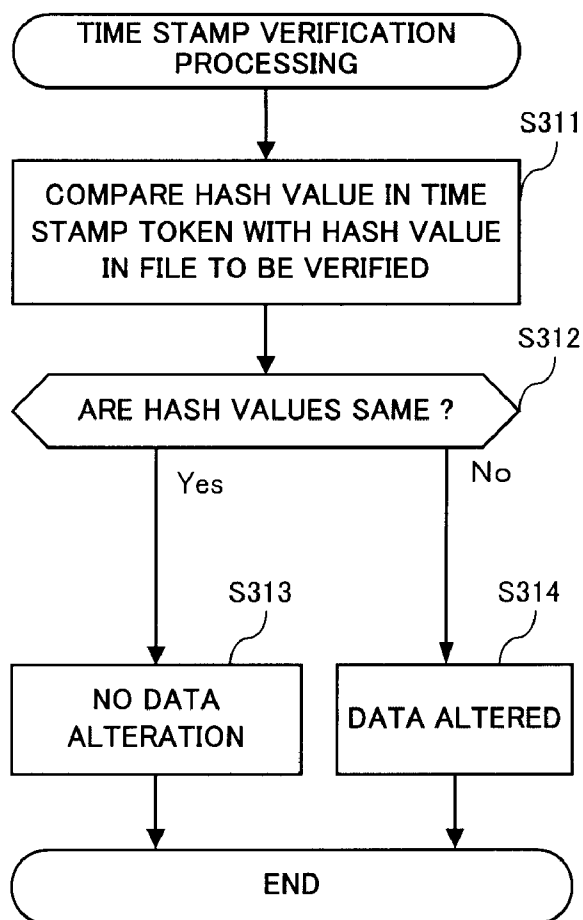 TIME STAMP VERIFICATION
PROCESSING
S311
COMPARE HASH VALUE IN TIME
STAMP TOKEN WITH HASH VALUE
IN FILE TO BE VERIFIED
S312
ARE HASH VALUES SAME ?
Yes
No
S313
S314
NO DATA
ALTERATION
DATA ALTERED
END